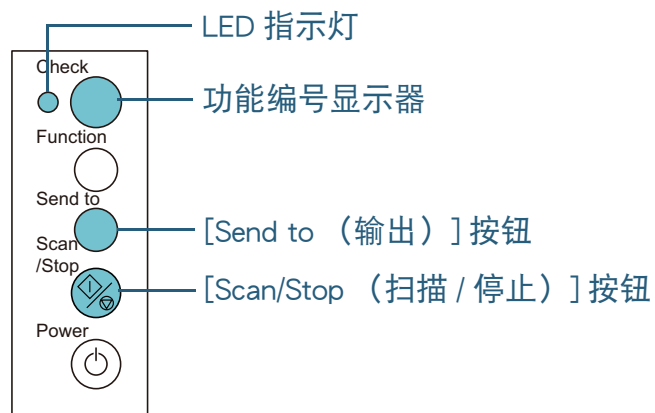 LED 指示灯
Check
功能编号显示器
Function
Send to
[Send to （输出）] 按钮
Scan
/Stop
[Scan/Stop （扫描 / 停止）] 按钮
Power